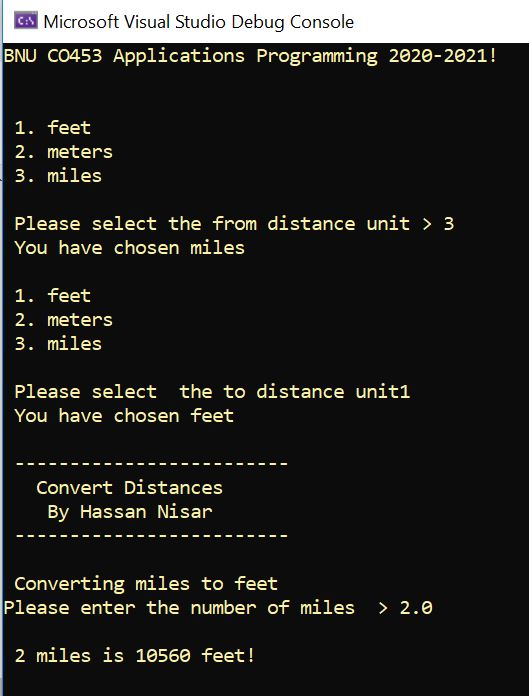 C:\ Microsoft Visual Studio Debug Console
BNU CO453 Applications Programming 2020-2021!
1. feet
2. meters
3. miles
Please select the from distance unit > 3
You have chosen miles
1. feet
2. meters
3. miles
Please select  the to distance unit1
You have chosen feet
-------------------------
Convert Distances
By Hassan Nisar
-------------------------
Converting miles to feet
Please enter the number of miles  > 2.0
2 miles is 10560 feet!